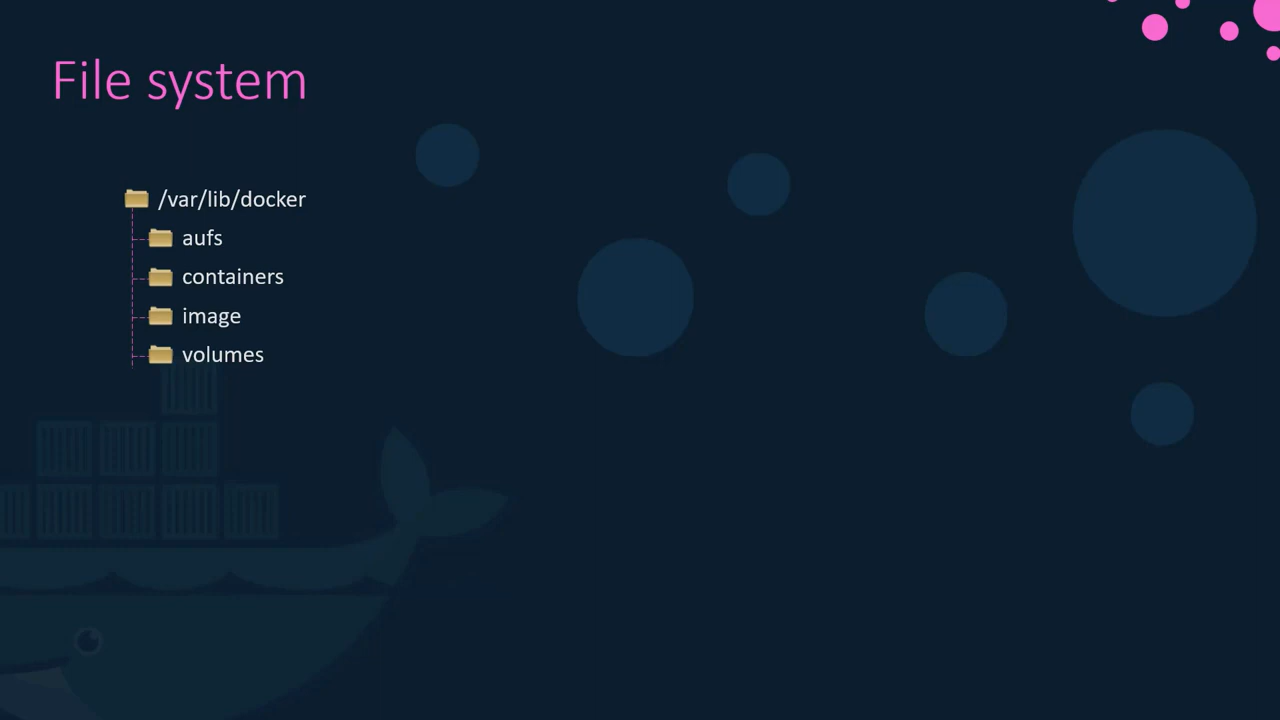 File system
/var/lib/docker
aufs
containers
image
volumes